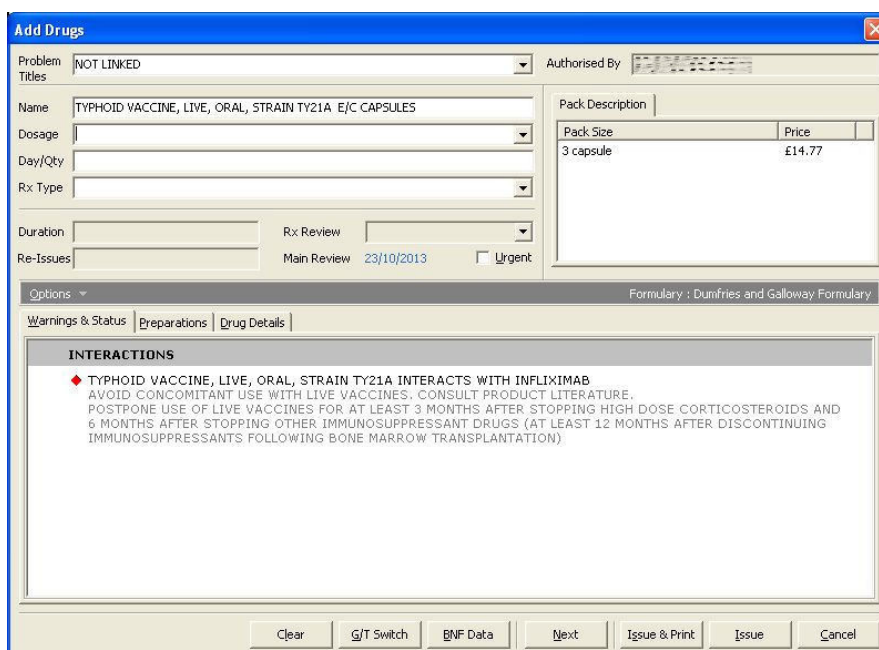 Add Drugs
Problem Titles NOT LINKED
Authorised By
Name TYPHOID VACCINE, LIVE, ORAL, STRAIN TY21A E/C CAPSULES
Dosage
Day/Qty
Rx Type
Pack Description
Pack Size Price
3 capsule £14.77
Duration Rx Review
Re-Issues Main Review 23/10/2013 Urgent
Options Formulary : Dumfries and Galloway Formulary
Warnings & Status Preparations Drug Details
INTERACTIONS
TYPHOID VACCINE, LIVE, ORAL, STRAIN TY21A INTERACTS WITH INFLIXIMAB
AVOID CONCOMITANT USE WITH LIVE VACCINES. CONSULT PRODUCT LITERATURE.
POSTPONE USE OF LIVE VACCINES FOR AT LEAST 3 MONTHS AFTER STOPPING HIGH DOSE CORTICOSTEROIDS AND
6 MONTHS AFTER STOPPING OTHER IMMUNOSUPPRESSANT DRUGS (AT LEAST 12 MONTHS AFTER DISCONTINUING
IMMUNOSUPPRESSANTS FOLLOWING BONE MARROW TRANSPLANTATION)
Clear G/T Switch BNF Data Next Issue & Print Issue Cancel